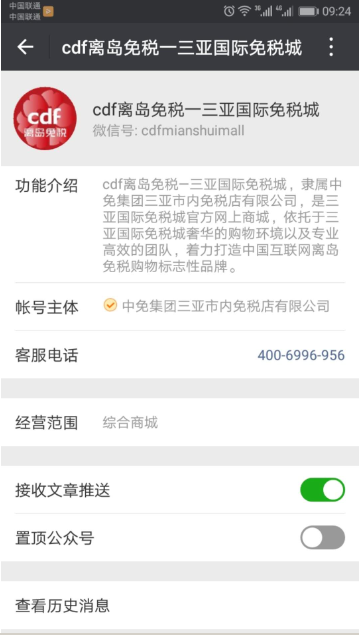 中国联通
中国联通
3G
4G
09:24
cdf离岛免税一三亚国际免税城
cdf
离岛免税
cdf离岛免税一三亚国际免税城
微信号: cdfmianshuimall
功能介绍
cdf离岛免税—三亚国际免税城，隶属中
免集团三亚市内免税店有限公司，是三
亚国际免税城官方网上商城，依托于三
亚国际免税城奢华的购物环境以及专业
高效的团队，着力打造中国互联网离岛
免税购物标志性品牌。
帐号主体
中免集团三亚市内免税店有限公司
客服电话
400-6996-956
经营范围
综合商城
接收文章推送
置顶公众号
查看历史消息